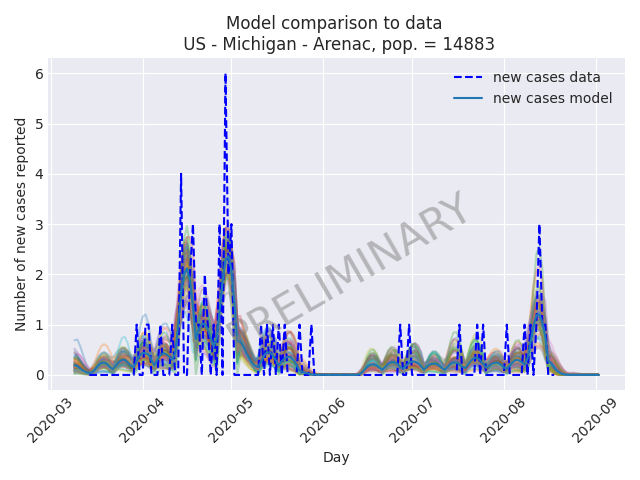 Model comparison to data
US - Michigan - Arenac, pop. = 14883
Number of new cases reported
6
5
4
3
2
1
0
new cases data
new cases model
PRELIMINARY
2020-03
2020-04
2020-05
2020-06
2020-07
2020-08
2020-09
Day